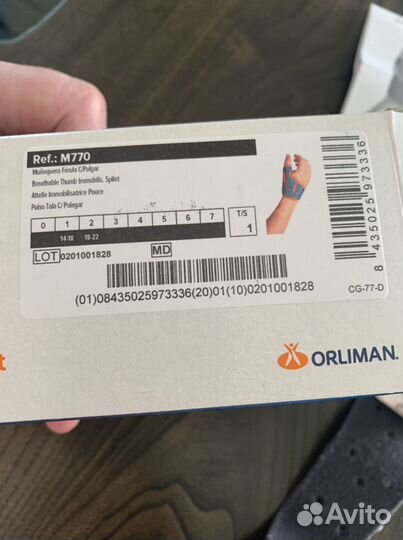 Ref.: M770
Muñequera Férula C/Pulgar
Breathable Thumb Immobilis. Splint
Attelle Immobilisatrice Pouce
Pulso Tala C/ Polegar
0 1 2 3 4 5 6 7 T/S
14-18 18-22 1
LOT 0201001828 MD
(01)08435025973336(20)01(10)0201001828
8 435025 973336
CG-77-D
t
ORLIMAN.
Avito